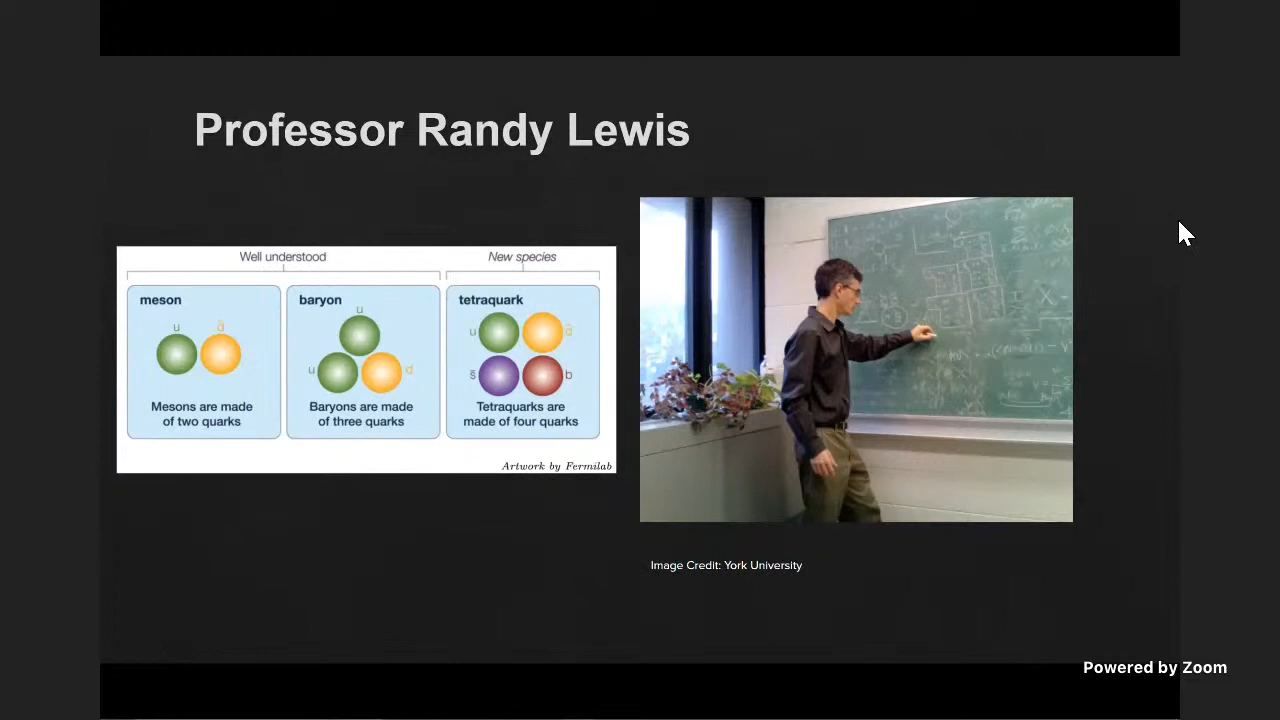 Professor Randy Lewis
Well understood
New species
meson
u
d̄
Mesons are made
of two quarks
baryon
u
u
d
Baryons are made
of three quarks
tetraquark
u
d̄
s̄
b
Tetraquarks are
made of four quarks
Artwork by Fermilab
Image Credit: York University
Powered by Zoom